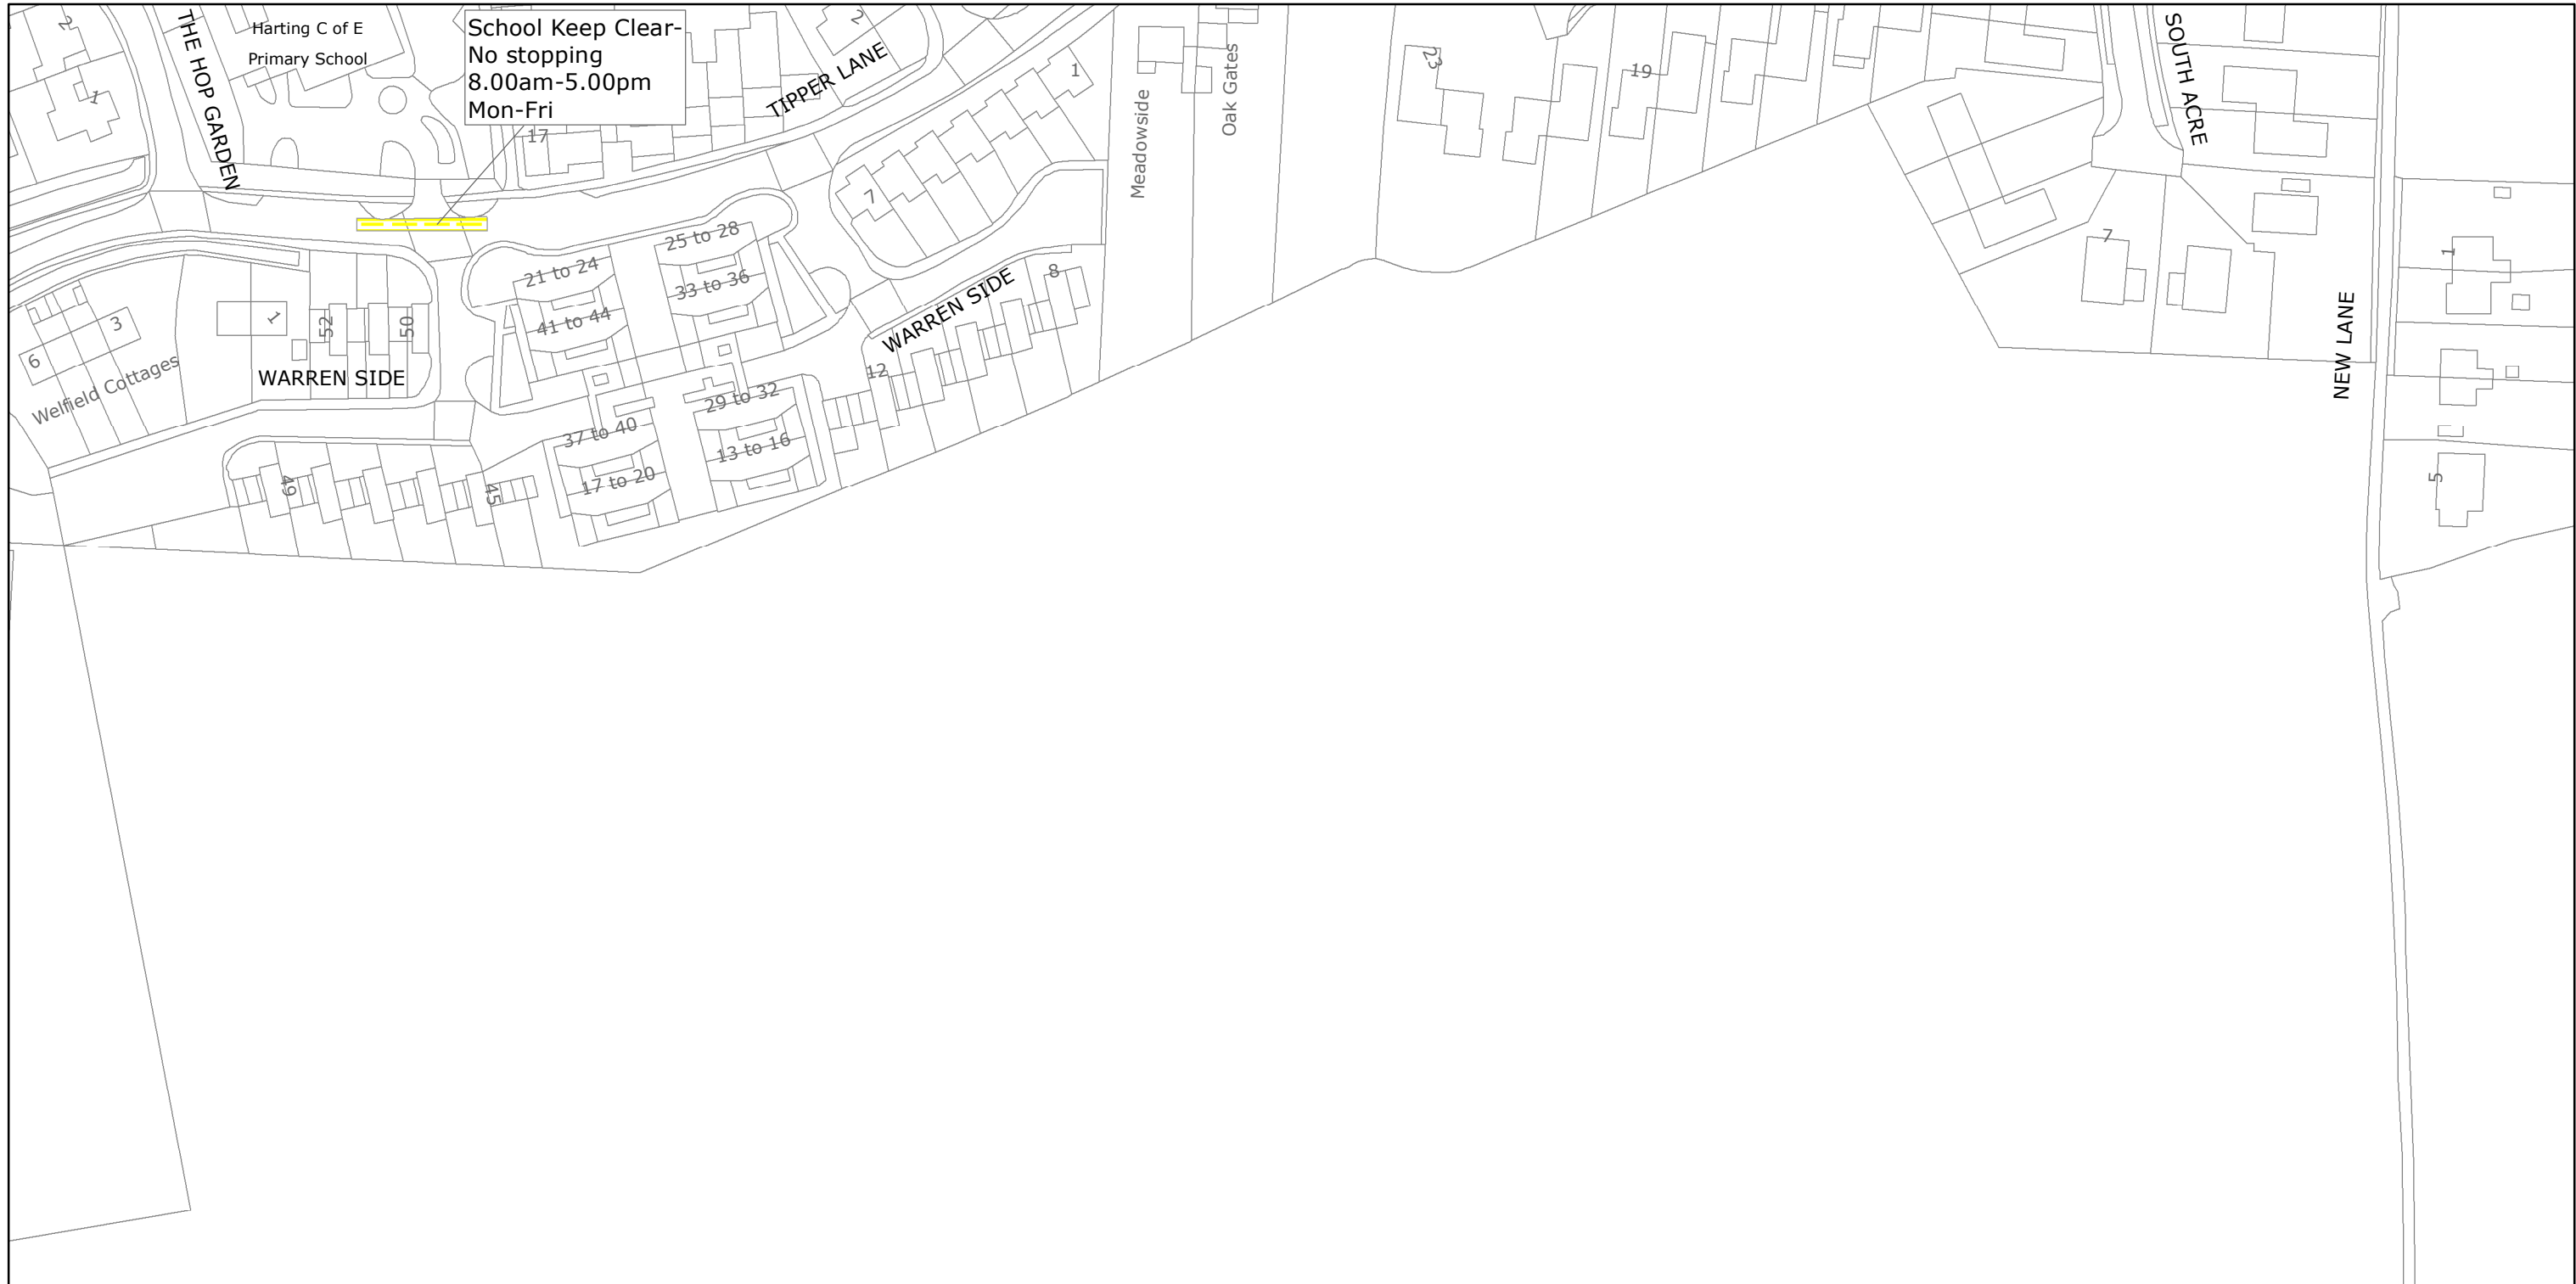 2
THE HOP GARDEN
Harting C of E
Primary School
School Keep Clear-
No stopping
8.00am-5.00pm
Mon-Fri
17
TIPPER LANE
2
1
1
7
Meadowside
Oak Gates
23
19
SOUTH ACRE
7
NEW LANE
1
5
25 to 28
33 to 36
21 to 24
41 to 44
WARREN SIDE
8
12
3
6
Welfield Cottages
1
52
50
WARREN SIDE
29 to 32
13 to 16
37 to 40
17 to 20
49
45